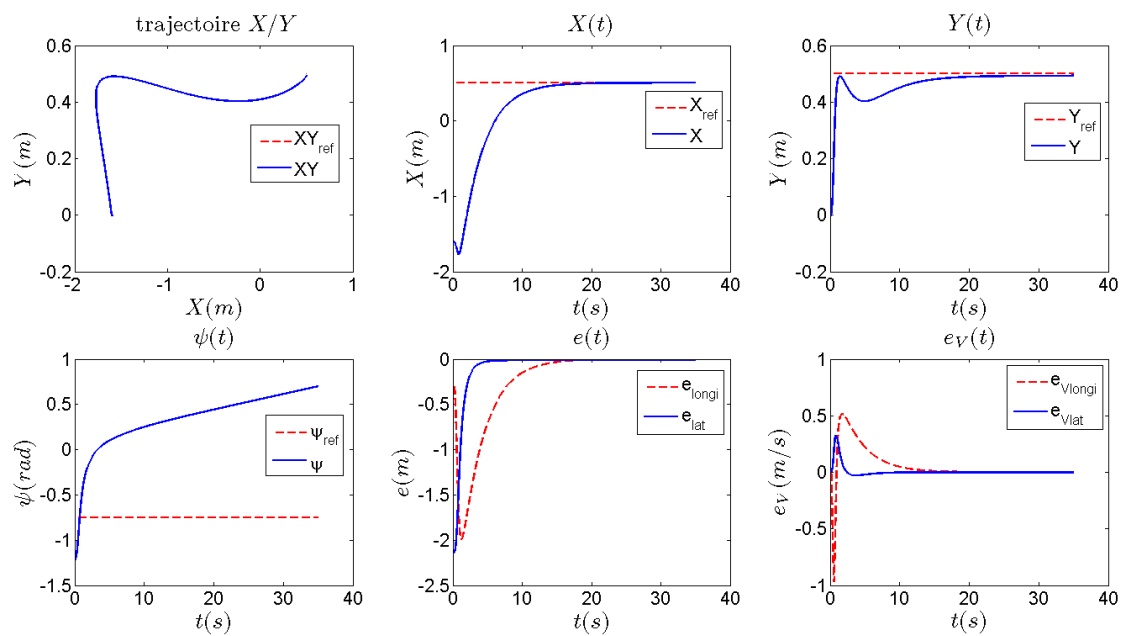 trajectoire X/Y
X(t)
Y(t)
0.6
0.4
0.2
0
-0.2
Y(m)
XY_ref
XY
-2
-1
0
1
X(m)
1
0
-1
-2
X(m)
X_ref
X
0
10
20
30
40
t(s)
0.6
0.4
0.2
0
-0.2
Y(m)
Y_ref
Y
0
10
20
30
40
t(s)
ψ(t)
e(t)
e_V(t)
1
0.5
0
-0.5
-1
-1.5
ψ(rad)
ψ_ref
ψ
0
10
20
30
40
t(s)
0
-0.5
-1
-1.5
-2
-2.5
e(m)
e_longi
e_lat
0
10
20
30
40
t(s)
1
0.5
0
-0.5
-1
e_V(m/s)
e_Vlongi
e_Vlat
0
10
20
30
40
t(s)